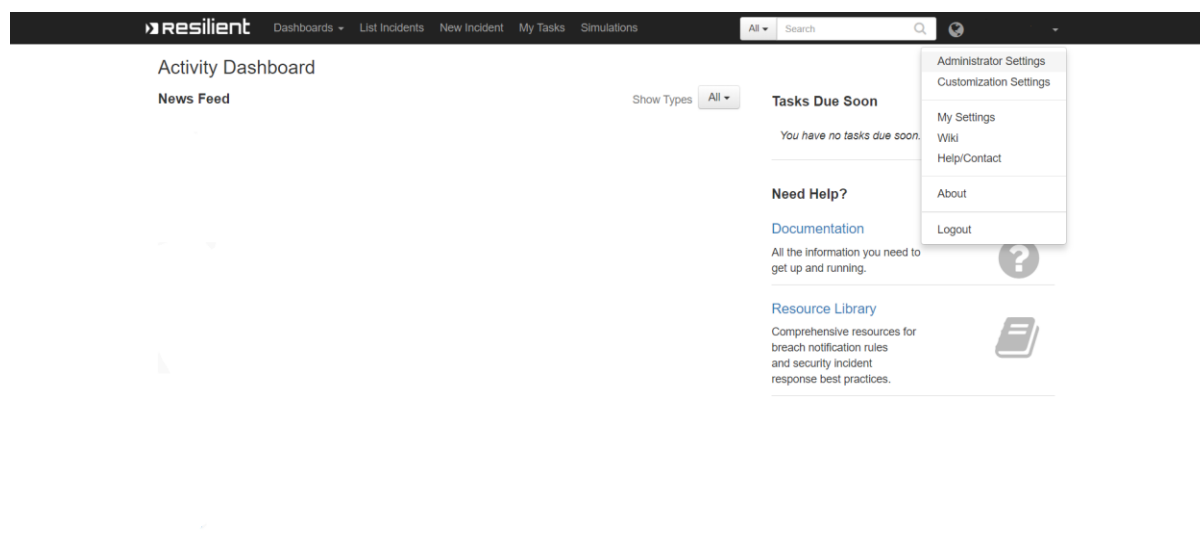 Resilient Dashboards List Incidents New Incident My Tasks Simulations All Search
Activity Dashboard
News Feed
Show Types All
Tasks Due Soon
You have no tasks due soon.
Need Help?
Documentation
All the information you need to
get up and running.
Resource Library
Comprehensive resources for
breach notification rules
and security incident
response best practices.
Administrator Settings
Customization Settings
My Settings
Wiki
Help/Contact
About
Logout